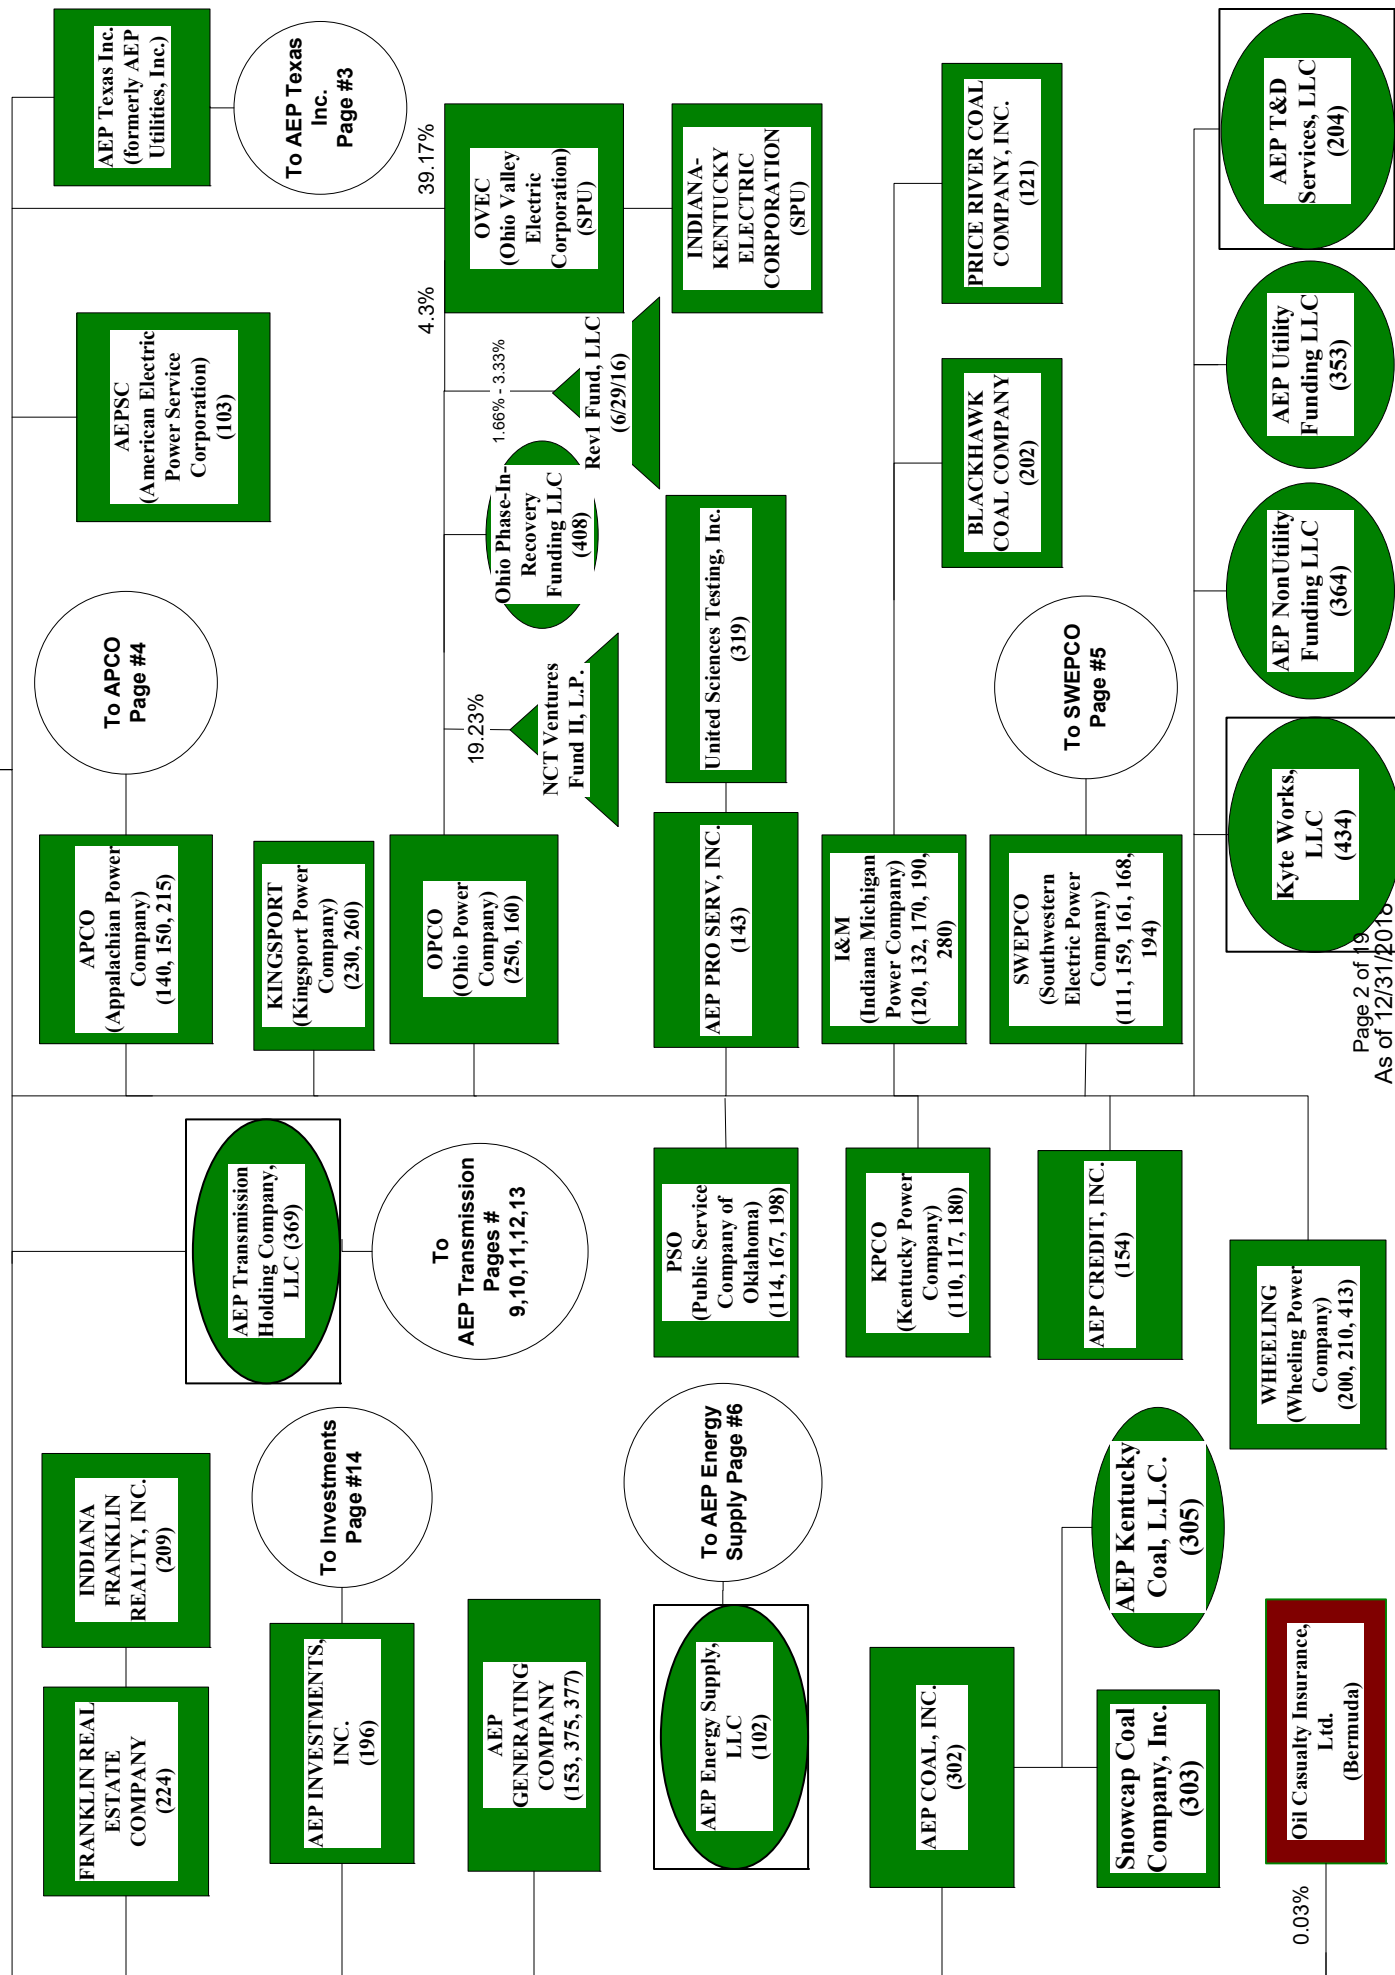 FRANKLIN REAL
ESTATE
COMPANY
(224)
INDIANA
FRANKLIN
REALTY, INC.
(209)
AEP Transmission
Holding Company,
LLC (369)
To
AEP Transmission
Pages #
9,10,11,12,13
APCO
(Appalachian Power
Company)
(140, 150, 215)
To APCO
Page #4
AEPSC
(American Electric
Power Service
Corporation)
(103)
AEP Texas Inc.
(formerly AEP
Utilities, Inc.)
To AEP Texas
Inc.
Page #3
AEP INVESTMENTS,
INC.
(196)
To Investments
Page #14
KINGSPORT
(Kingsport Power
Company)
(230, 260)
AEP
GENERATING
COMPANY
(153, 375, 377)
OPCO
(Ohio Power
Company)
(250, 160)
19.23%
NCT Ventures
Fund II, L.P.
Ohio Phase-In-
Recovery
Funding LLC
(408)
1.66% - 3.33%
Rev1 Fund, LLC
(6/29/16)
4.3%
39.17%
OVEC
(Ohio Valley
Electric
Corporation)
(SPU)
INDIANA-
KENTUCKY
ELECTRIC
CORPORATION
(SPU)
AEP Energy Supply,
LLC
(102)
To AEP Energy
Supply Page #6
PSO
(Public Service
Company of
Oklahoma)
(114, 167, 198)
AEP PRO SERV, INC.
(143)
United Sciences Testing, Inc.
(319)
AEP COAL, INC.
(302)
Snowcap Coal
Company, Inc.
(303)
AEP Kentucky
Coal, L.L.C.
(305)
KPCO
(Kentucky Power
Company)
(110, 117, 180)
I&M
(Indiana Michigan
Power Company)
(120, 132, 170, 190,
280)
BLACKHAWK
COAL COMPANY
(202)
PRICE RIVER COAL
COMPANY, INC.
(121)
AEP CREDIT, INC.
(154)
SWEPCO
(Southwestern
Electric Power
Company)
(111, 159, 161, 168,
194)
To SWEPCO
Page #5
0.03%
Oil Casualty Insurance,
Ltd.
(Bermuda)
WHEELING
(Wheeling Power
Company)
(200, 210, 413)
Kyte Works,
LLC
(434)
AEP NonUtility
Funding LLC
(364)
AEP Utility
Funding LLC
(353)
AEP T&D
Services, LLC
(204)
Page 2 of 19
As of 12/31/2018